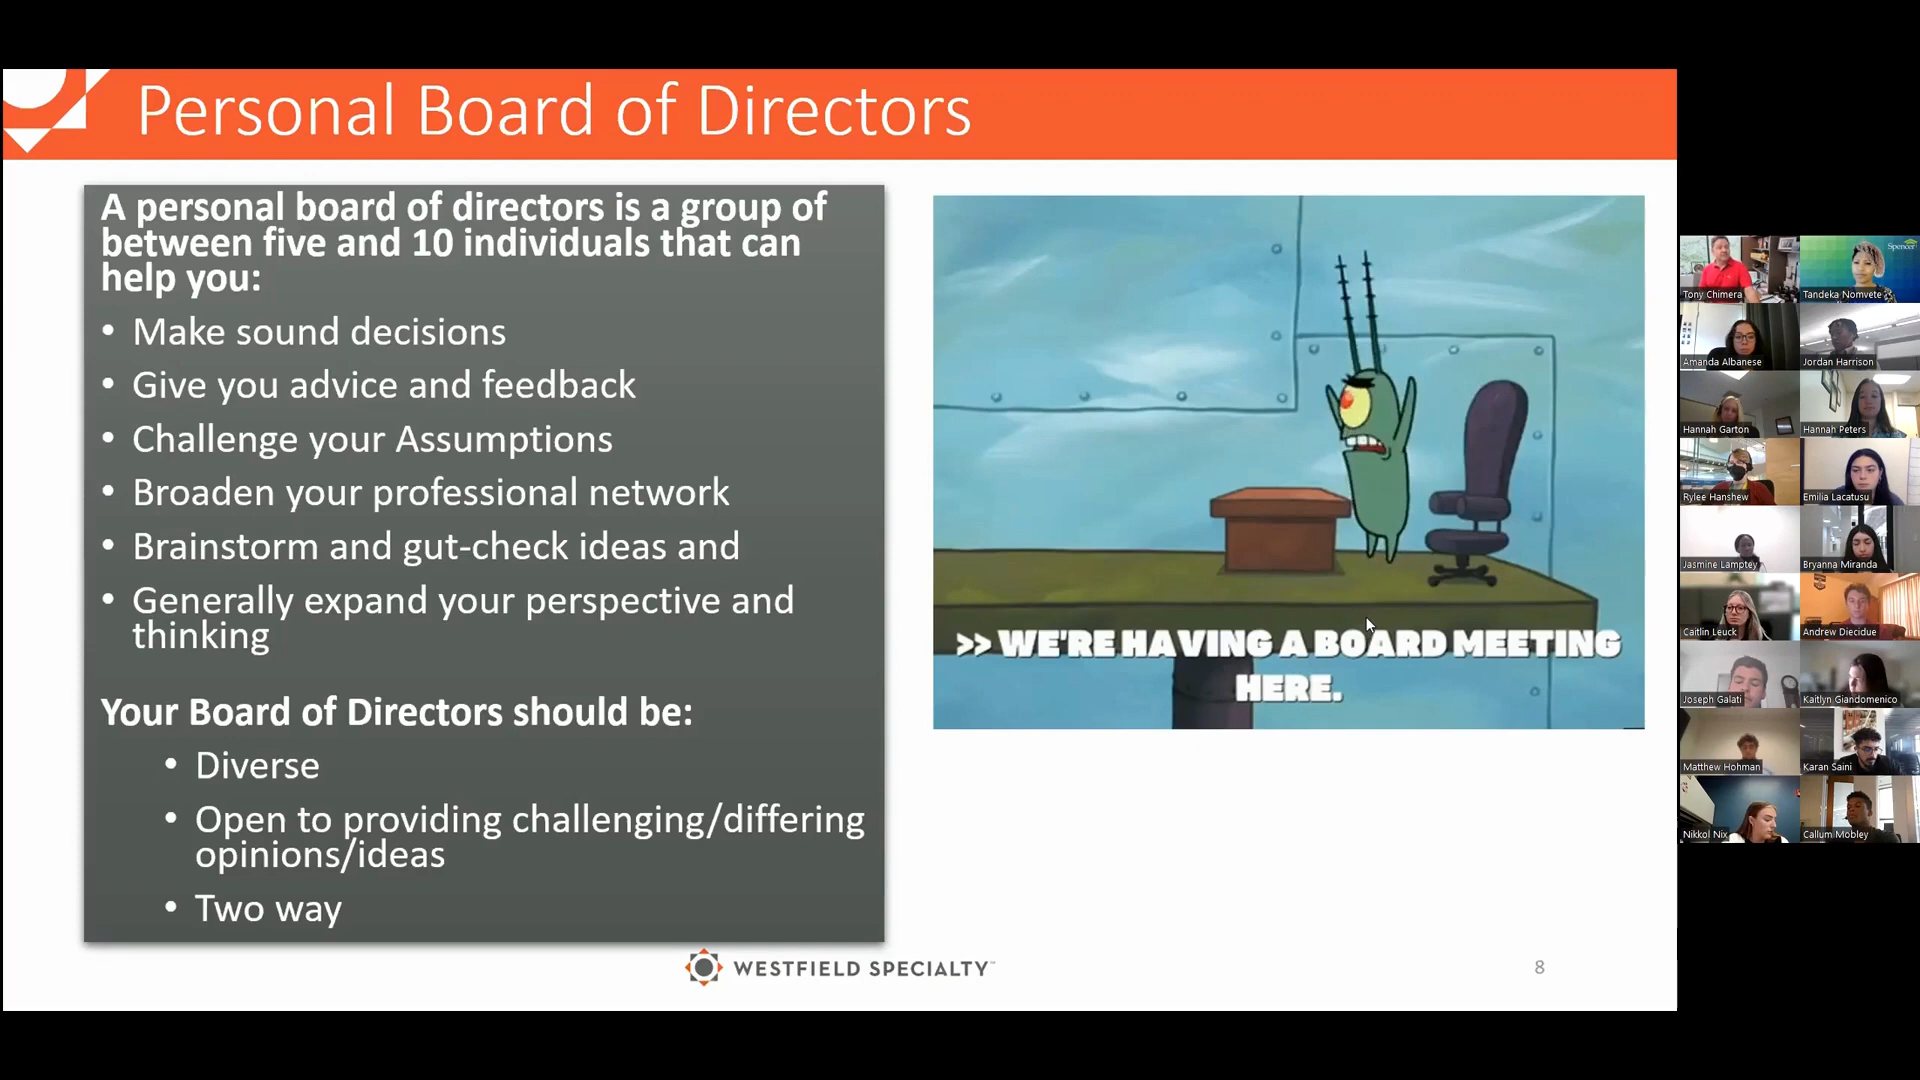 Personal Board of Directors
A personal board of directors is a group of
between five and 10 individuals that can
help you:
• Make sound decisions
• Give you advice and feedback
• Challenge your Assumptions
• Broaden your professional network
• Brainstorm and gut-check ideas and
• Generally expand your perspective and
thinking
Your Board of Directors should be:
• Diverse
• Open to providing challenging/differing
opinions/ideas
• Two way
>> WE'RE HAVING A BOARD MEETING
HERE.
WESTFIELD SPECIALTY™
8
Spencer
Tony Chimera
Tandeka Nomvete
Amanda Albanese
Jordan Harrison
Hannah Garton
Hannah Peters
Rylee Hanshew
Emilia Lacatusu
Jasmine Lamptey
Bryanna Miranda
Caitlin Leuck
Andrew Diecidue
Joseph Galati
Kaitlyn Giandomenico
Matthew Hohman
Karan Saini
Nikkol Nix
Callum Mobley